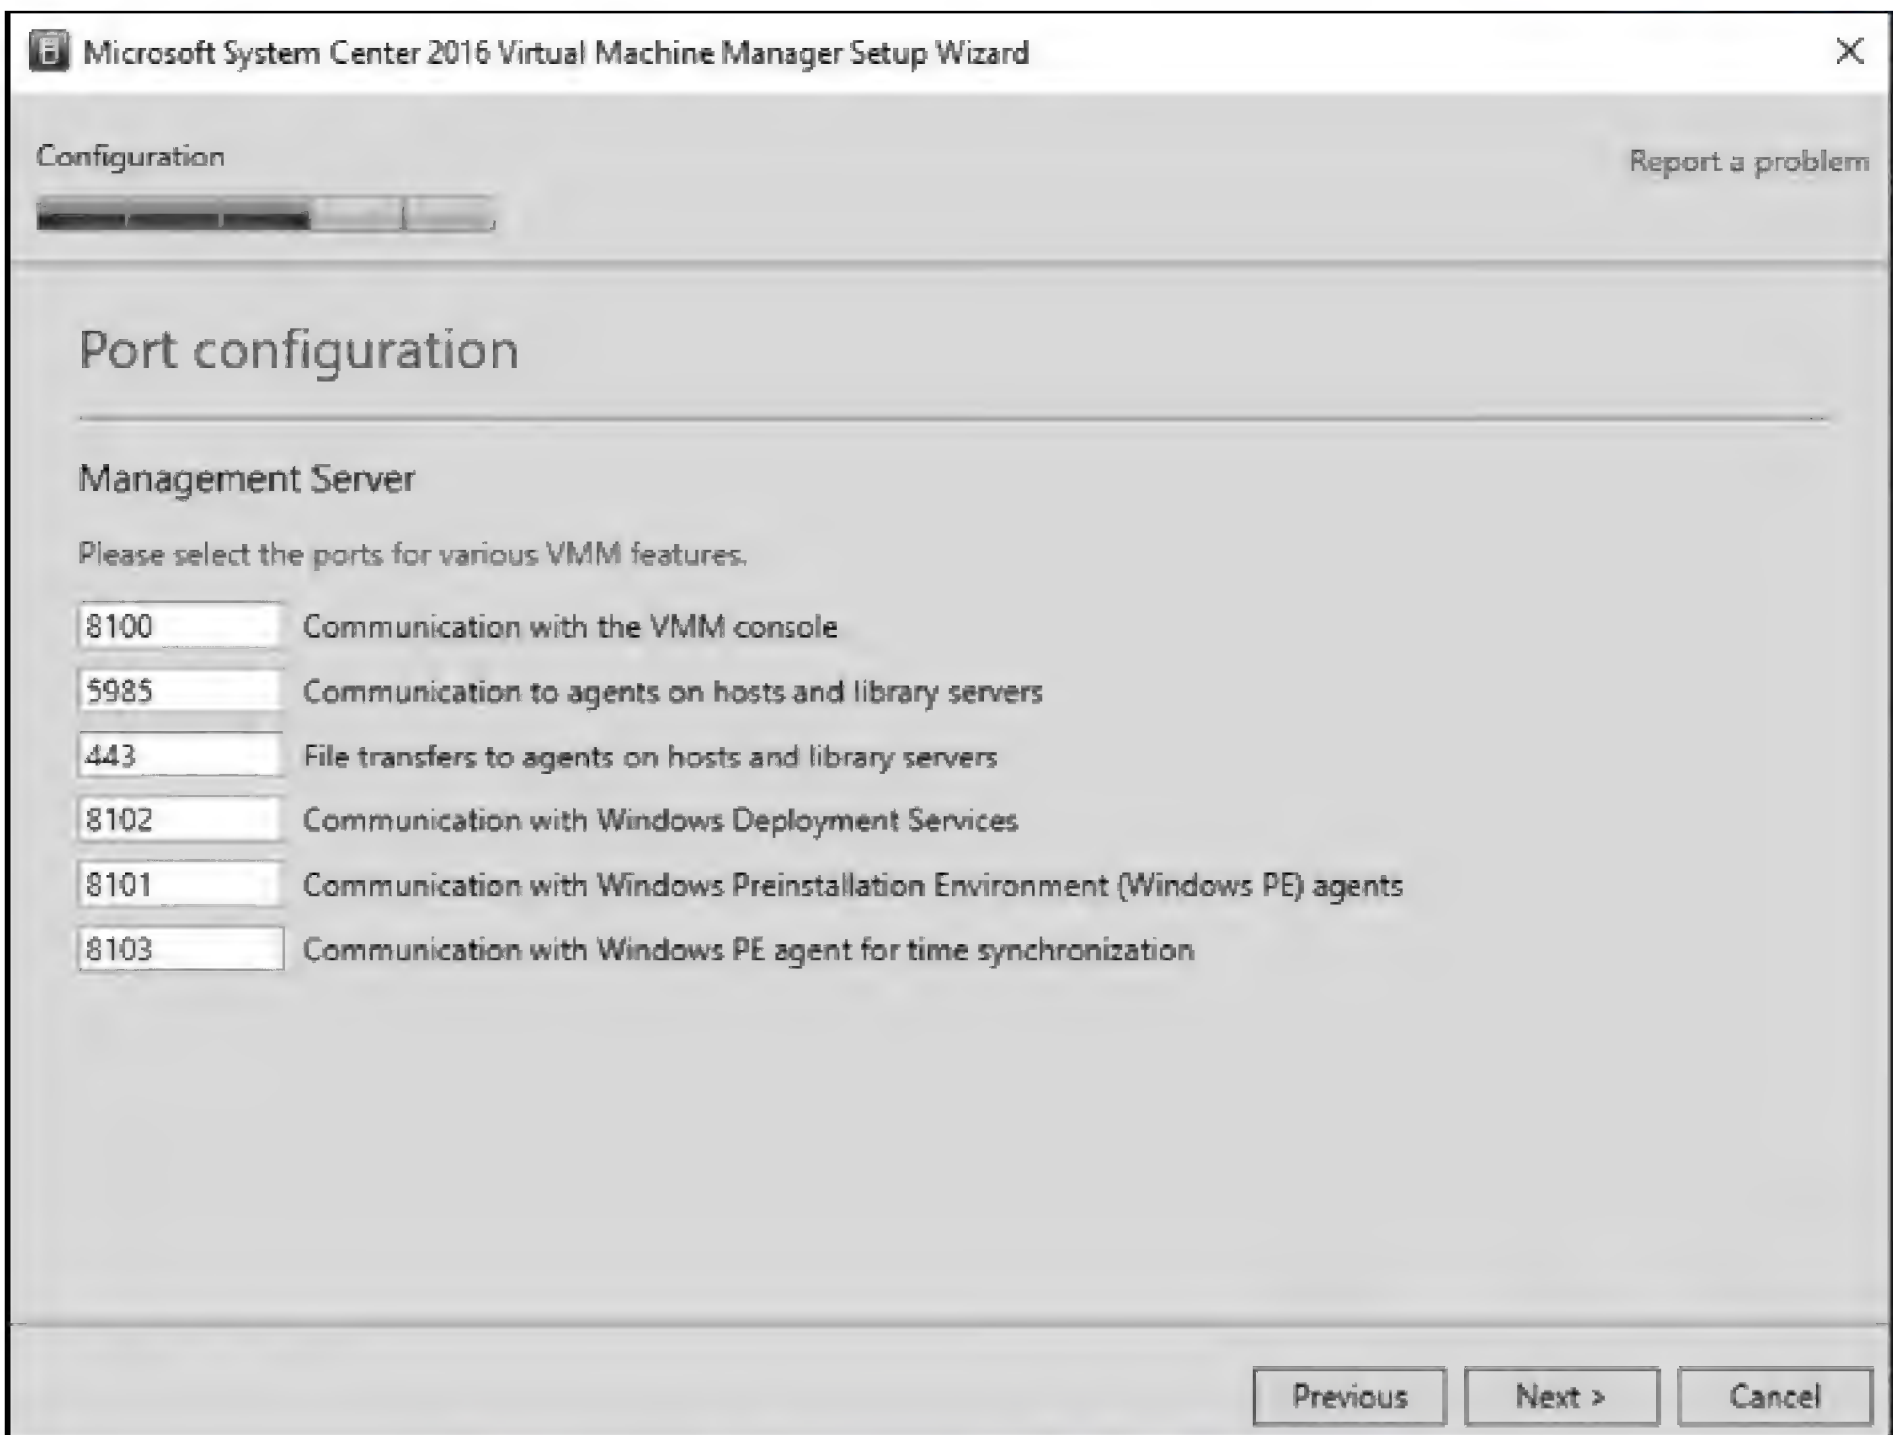 Microsoft System Center 2016 Virtual Machine Manager Setup Wizard
Configuration
Report a problem
Port configuration
Management Server
Please select the ports for various VMM features.
8100 Communication with the VMM console
5985 Communication to agents on hosts and library servers
443 File transfers to agents on hosts and library servers
8102 Communication with Windows Deployment Services
8101 Communication with Windows Preinstallation Environment (Windows PE) agents
8103 Communication with Windows PE agent for time synchronization
Previous Next > Cancel